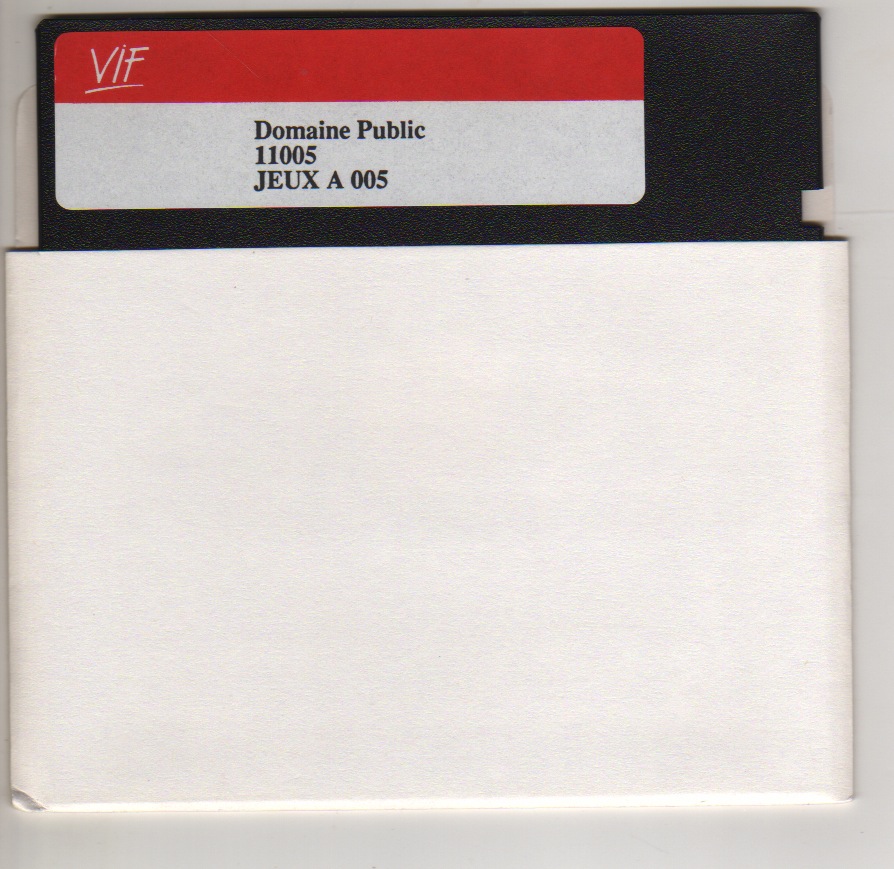 VIF
Domaine Public
11005
JEUX A 005